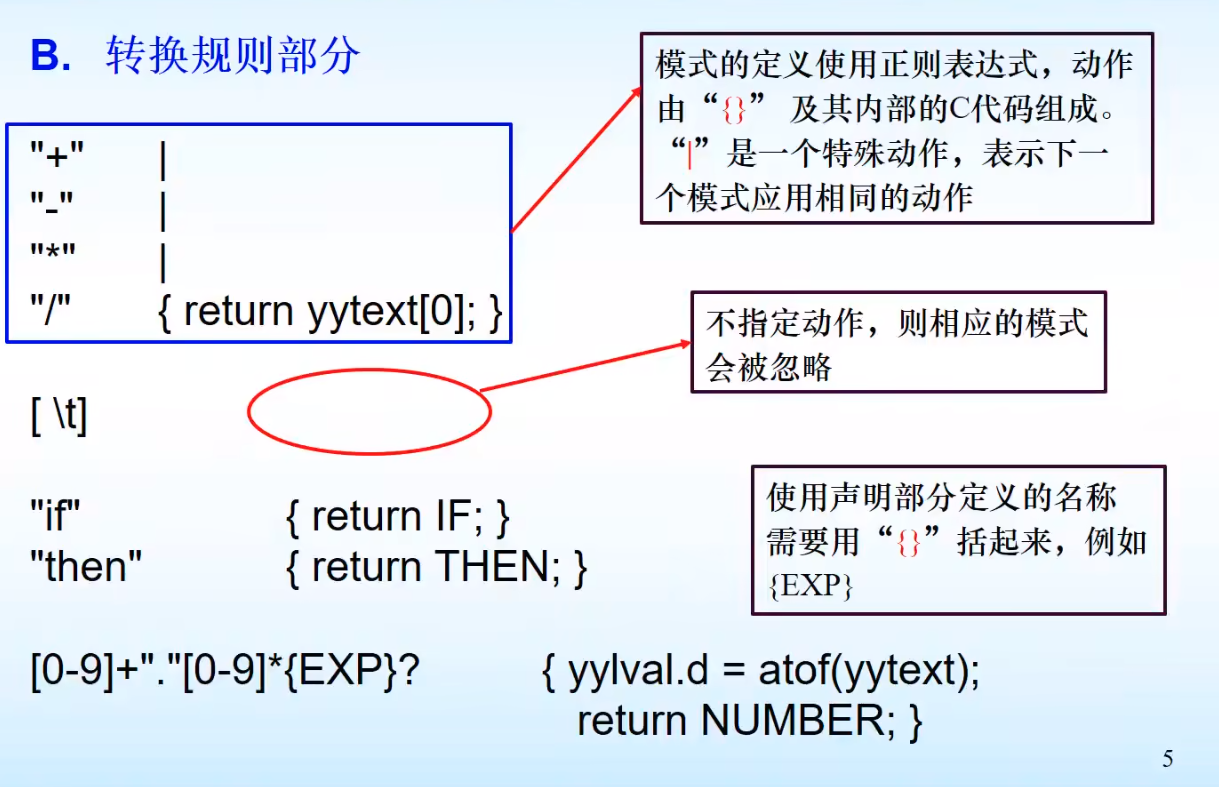 B. 转换规则部分
模式的定义使用正则表达式，动作
由“{}” 及其内部的C代码组成。
“|”是一个特殊动作，表示下一
个模式应用相同的动作
"+" |
"-" |
"*" |
"/" { return yytext[0]; }
不指定动作，则相应的模式
会被忽略
[ \t]
使用声明部分定义的名称
需要用“{}”括起来，例如
{EXP}
"if" { return IF; }
"then" { return THEN; }
[0-9]+"."[0-9]*{EXP}? { yylval.d = atof(yytext);
return NUMBER; }
5